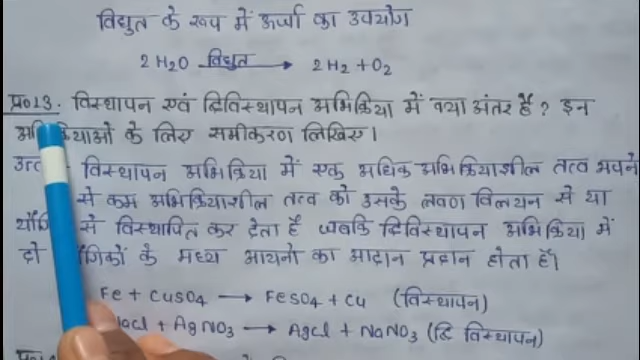 विद्युत के रूप में ऊर्जा का उपयोग
2H₂O विद्युत → 2H₂ + O₂
प्र०13. विस्थापन एवं द्विविस्थापन अभिक्रिया में क्या अंतर है? इन
के लिए समीकरण लिखिए।
विस्थापन अभिक्रिया में एक अधिक अभिक्रियाशील तत्व अपने
से कम अभिक्रियाशील तत्व को उसके लवण विलयन से या
से विस्थापित कर देता है जबकि द्विविस्थापन अभिक्रिया में
दो के मध्य आयनो का आदान प्रदान होता है।
Fe + CuSO₄ → FeSO₄ + Cu (विस्थापन)
+ AgNO₃ → AgCl + NaNO₃ (द्वि विस्थापन)